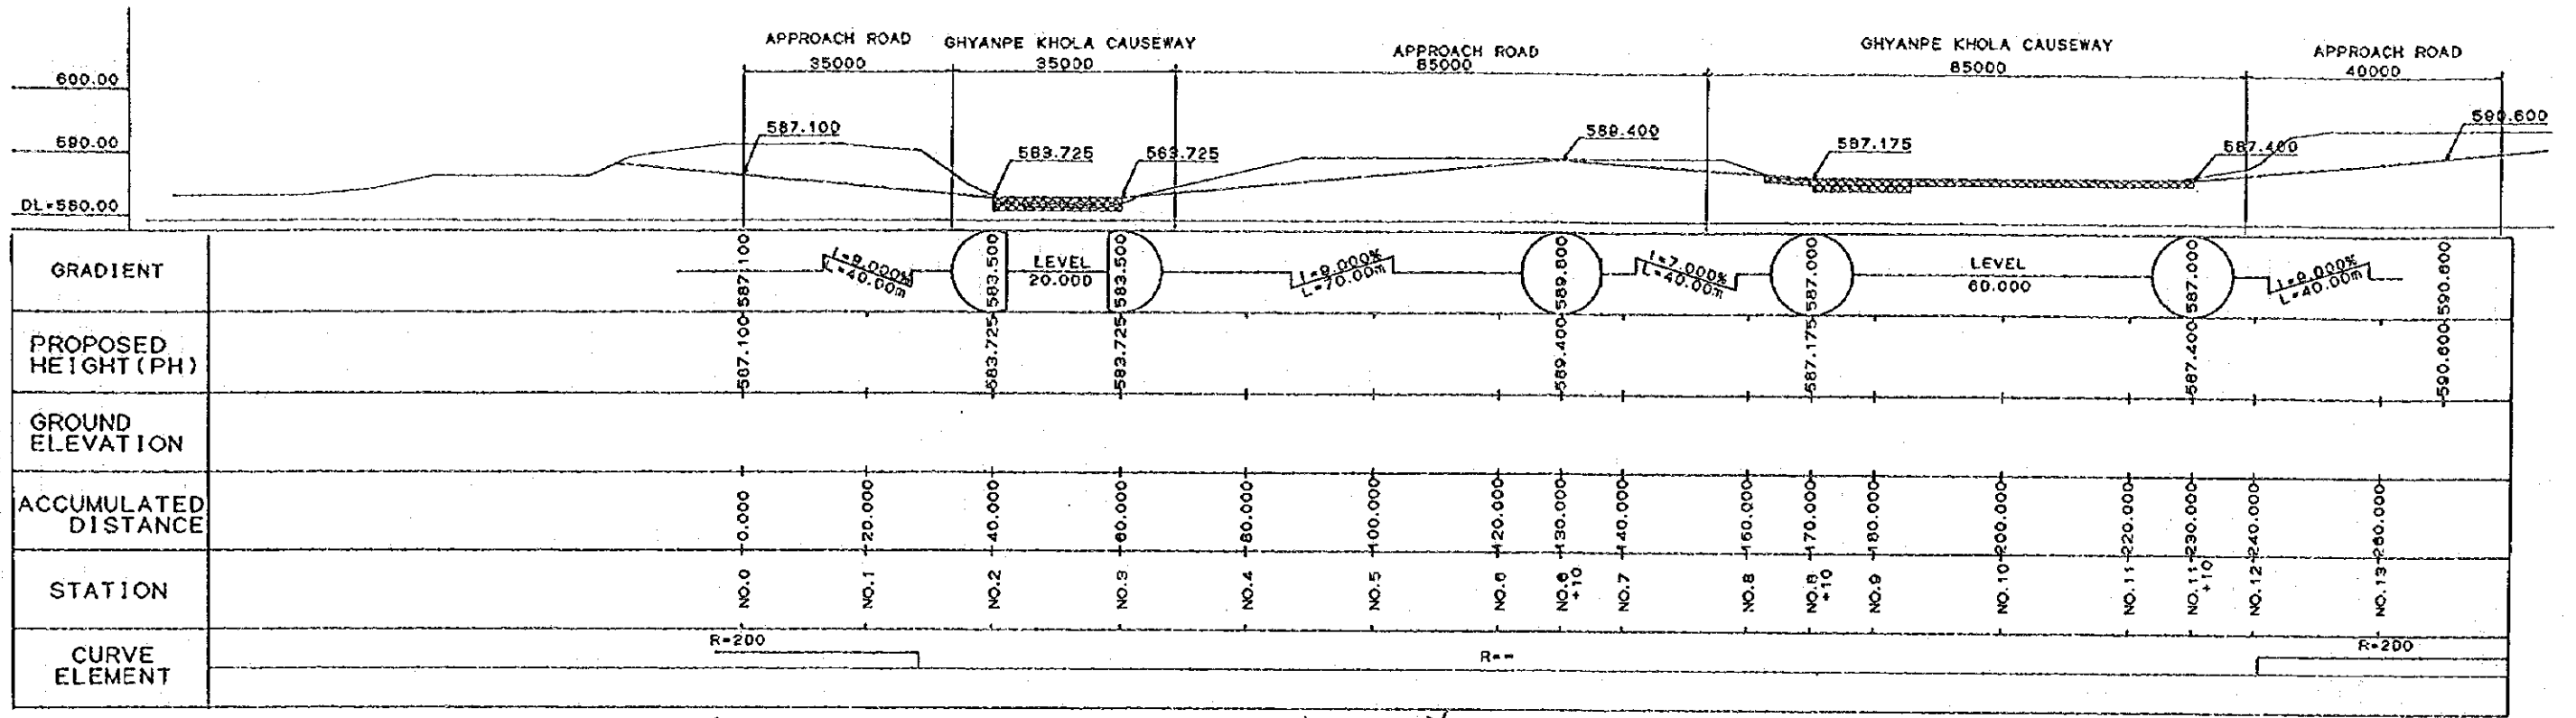 APPROACH ROAD
35000
GHYANPE KHOLA CAUSEWAY
35000
APPROACH ROAD
85000
GHYANPE KHOLA CAUSEWAY
85000
APPROACH ROAD
40000
600.00
590.00
DL=580.00
587.100
583.725
583.725
589.400
587.175
587.400
590.600
GRADIENT
587.100
I=9.000%
L=40.00m
583.500
LEVEL
20.000
583.500
I=9.000%
L=70.00m
589.800
I=7.000%
L=40.00m
587.000
LEVEL
60.000
587.000
I=9.000%
L=40.00m
590.600
PROPOSED
HEIGHT(PH)
587.100
583.725
583.725
589.400
587.175
587.400
590.600
GROUND
ELEVATION
ACCUMULATED
DISTANCE
0.000
20.000
40.000
60.000
80.000
100.000
120.000
130.000
140.000
160.000
170.000
180.000
200.000
220.000
230.000
240.000
260.000
STATION
NO.0
NO.1
NO.2
NO.3
NO.4
NO.5
NO.6
NO.6
+10
NO.7
NO.8
NO.8
+10
NO.9
NO.10
NO.11
NO.11
+10
NO.12
NO.13
CURVE
ELEMENT
R=200
R=∞
R=200